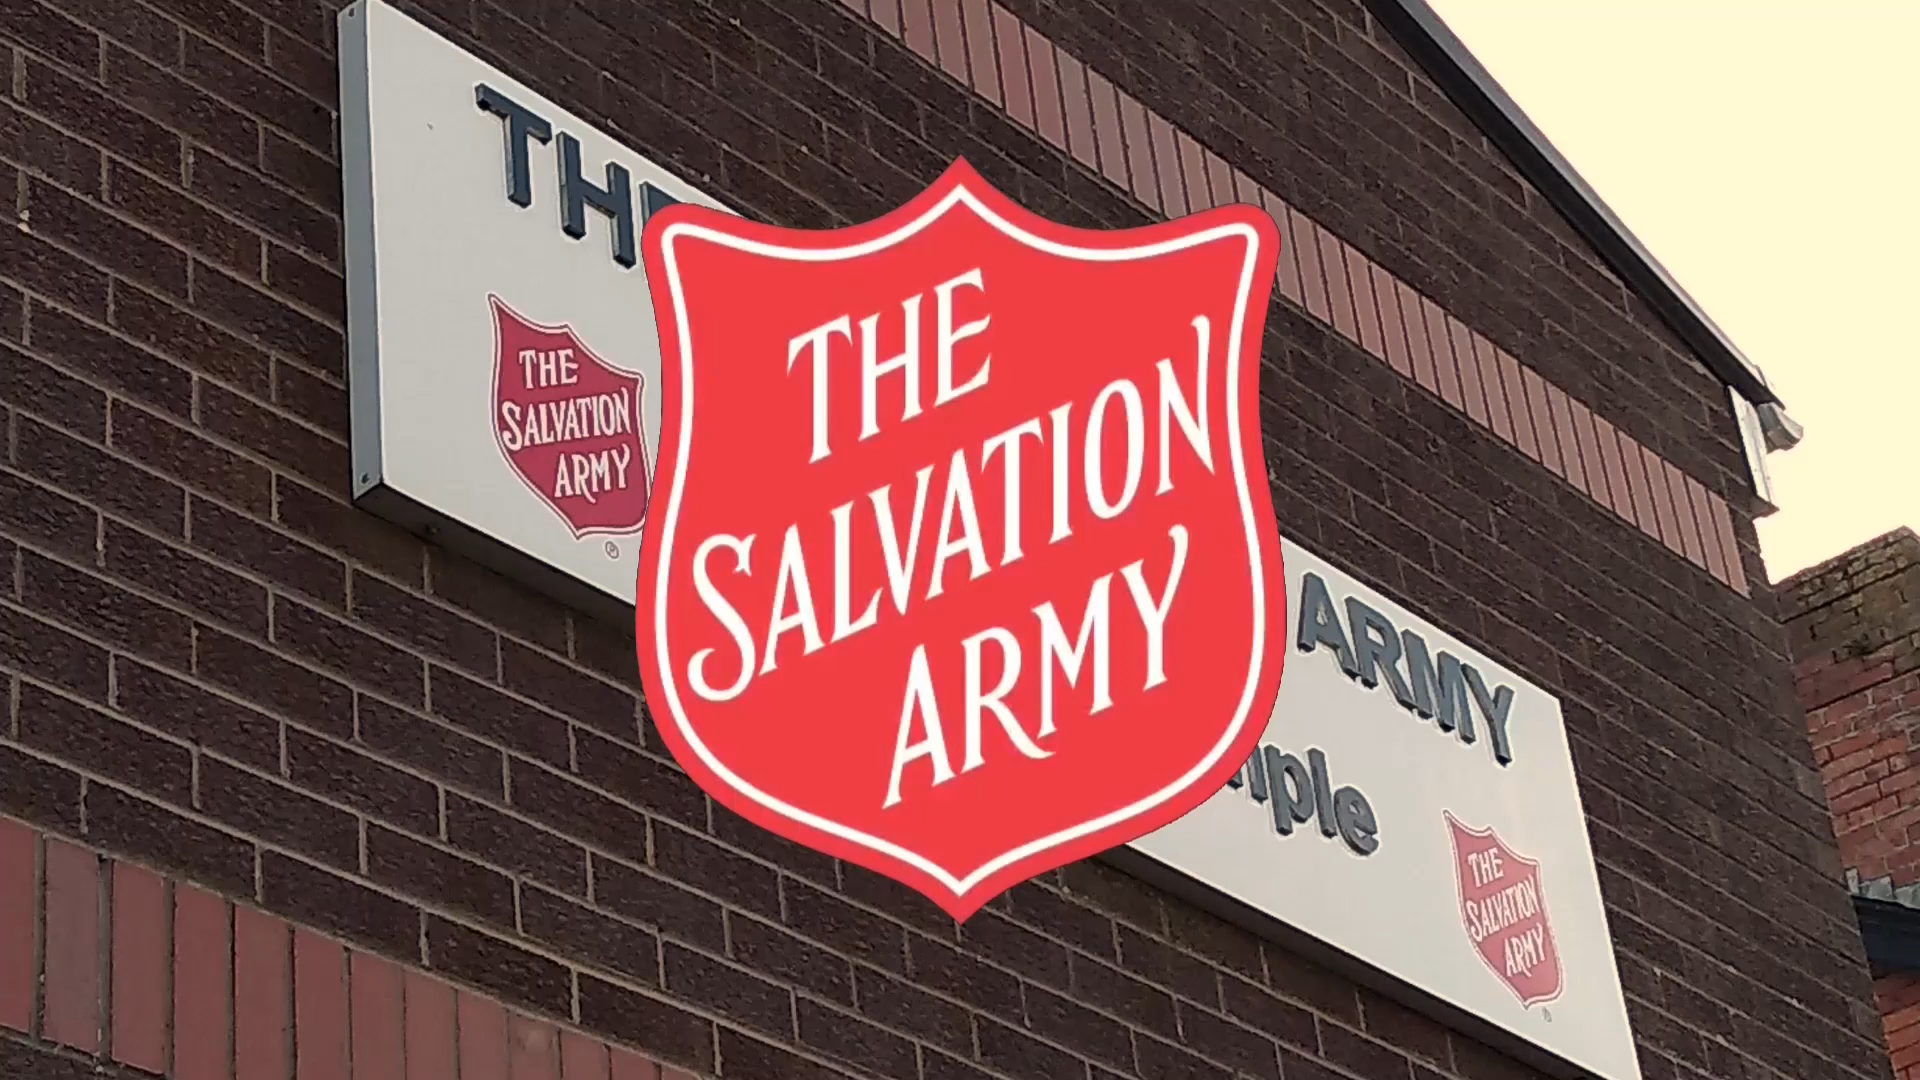 THE
THE
SALVATION
ARMY
®
THE
SALVATION
ARMY
ARMY
THE
SALVATION
ARMY
®